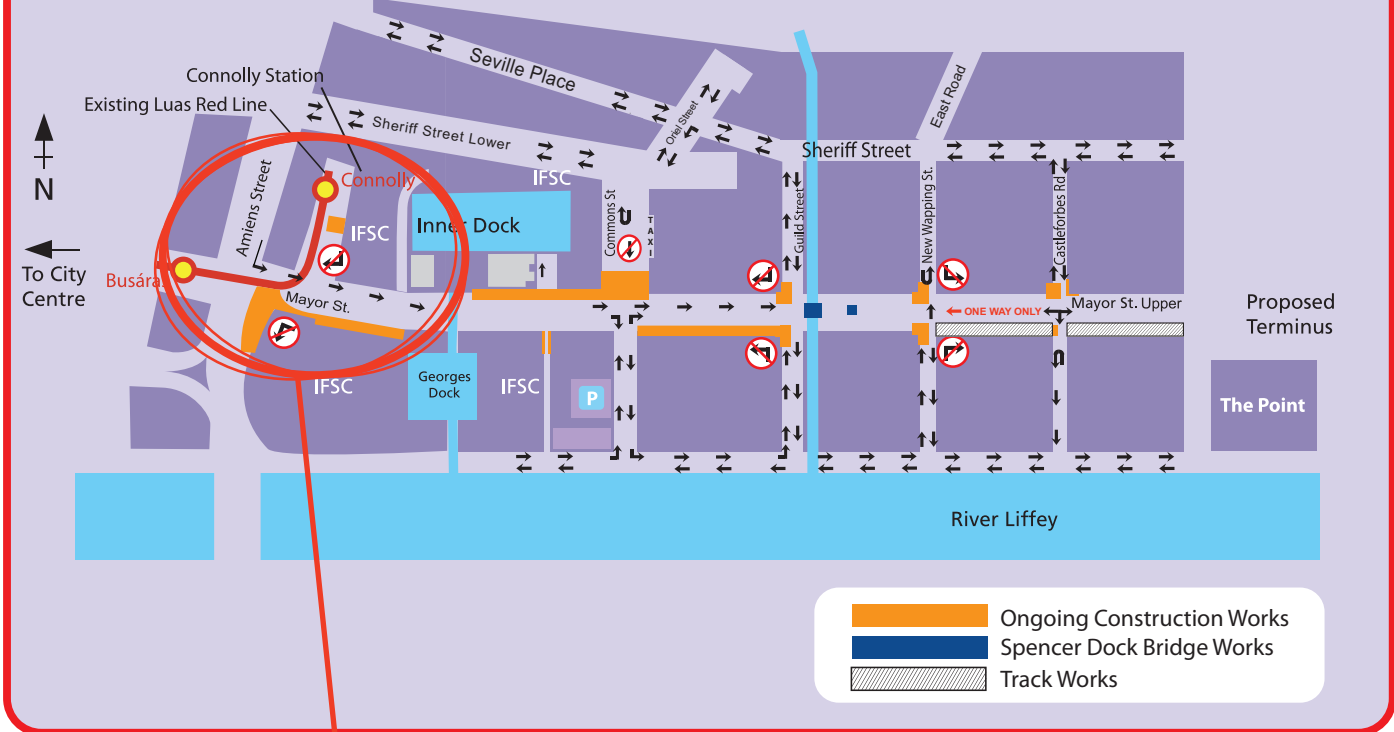 Seville Place
Connolly Station
Existing Luas Red Line
Sheriff Street Lower
Oriel Street
East Road
Sheriff Street
N
Amiens Street
Connolly
IFSC
IFSC
Inner Dock
Commons St
TAXI
Guild Street
New Wapping St.
Castleforbes Rd
To City
Centre
Busára
Mayor St.
ONE WAY ONLY
Mayor St. Upper
Proposed
Terminus
IFSC
Georges
Dock
IFSC
P
The Point
River Liffey
Ongoing Construction Works
Spencer Dock Bridge Works
Track Works